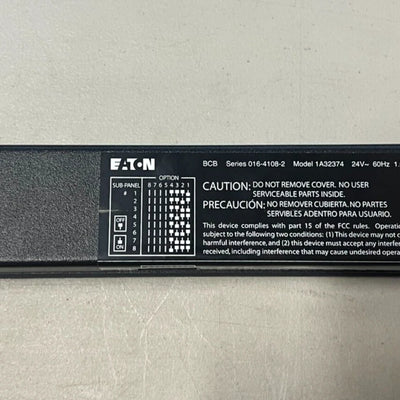 EATON
BCB Series 016-4108-2 Model 1A32374 24V~ 60Hz 1.
OPTION
SUB-PANEL 8 7 6 5 4 3 2 1
# 1
2
3
4
5
6
7
8
OFF
ON
CAUTION: DO NOT REMOVE COVER. NO USER
SERVICEABLE PARTS INSIDE.
PRECAUCIÓN: NO REMOVER CUBIERTA. NO PARTES
SERVIBLES ADENTRO PARA USUARIO.
This device complies with part 15 of the FCC rules. Operatio
subject to the following two conditions: (1) This device may not c
harmful interference, and (2) this device must accept any interfe
received, including interference that may cause undesired operat